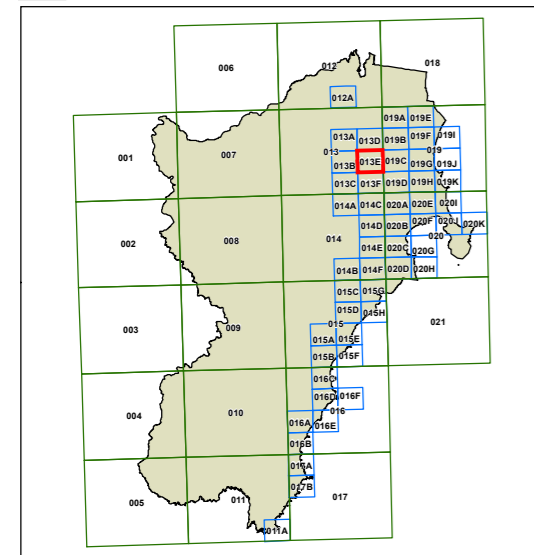 006 012 018
012A
019A 019E
013A 013D 019B 019F 019I
001 007 013 019
013B 013E 019C 019G 019J
013C 013F 019D 019H 019K
014A 014C 020A 020E 020I
014D 020B 020F 020J 020K
002 008 014 020
014E 020C 020G
014B 014F 020D 020H
015C 015G
015D 015H
003 009 015 021
015A 015E
015B 015F
016C
016D 016F
004 010 016
016A 016E
016B
017A
017B
005 011 017
011A